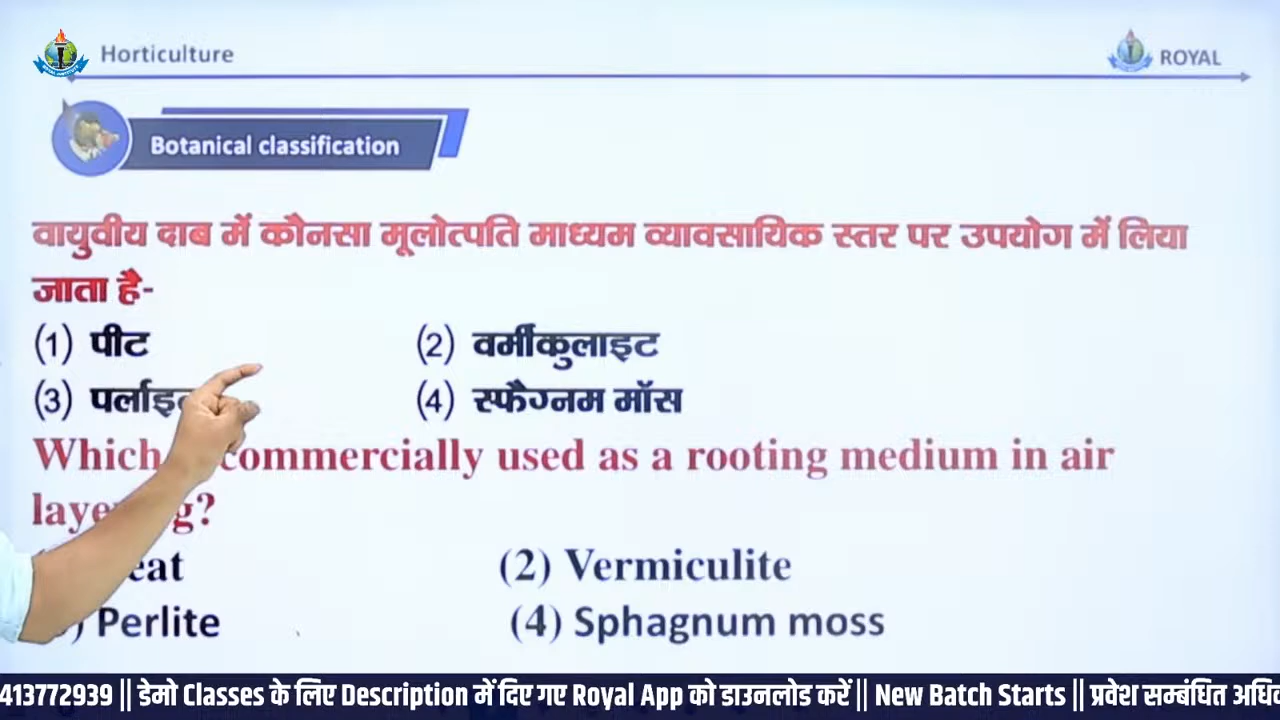 Horticulture
ROYAL
Botanical classification
वायुवीय दाब में कौनसा मूलोत्पति माध्यम व्यावसायिक स्तर पर उपयोग में लिया
जाता है-
(1) पीट (2) वर्मीकुलाइट
(3) (4) स्फैग्नम मॉस
Which commercially used as a rooting medium in air
(2) Vermiculite
Perlite (4) Sphagnum moss
413772939 || डेमो Classes के लिए Description में दिए गए Royal App को डाउनलोड करें || New Batch Starts || प्रवेश सम्बंधित